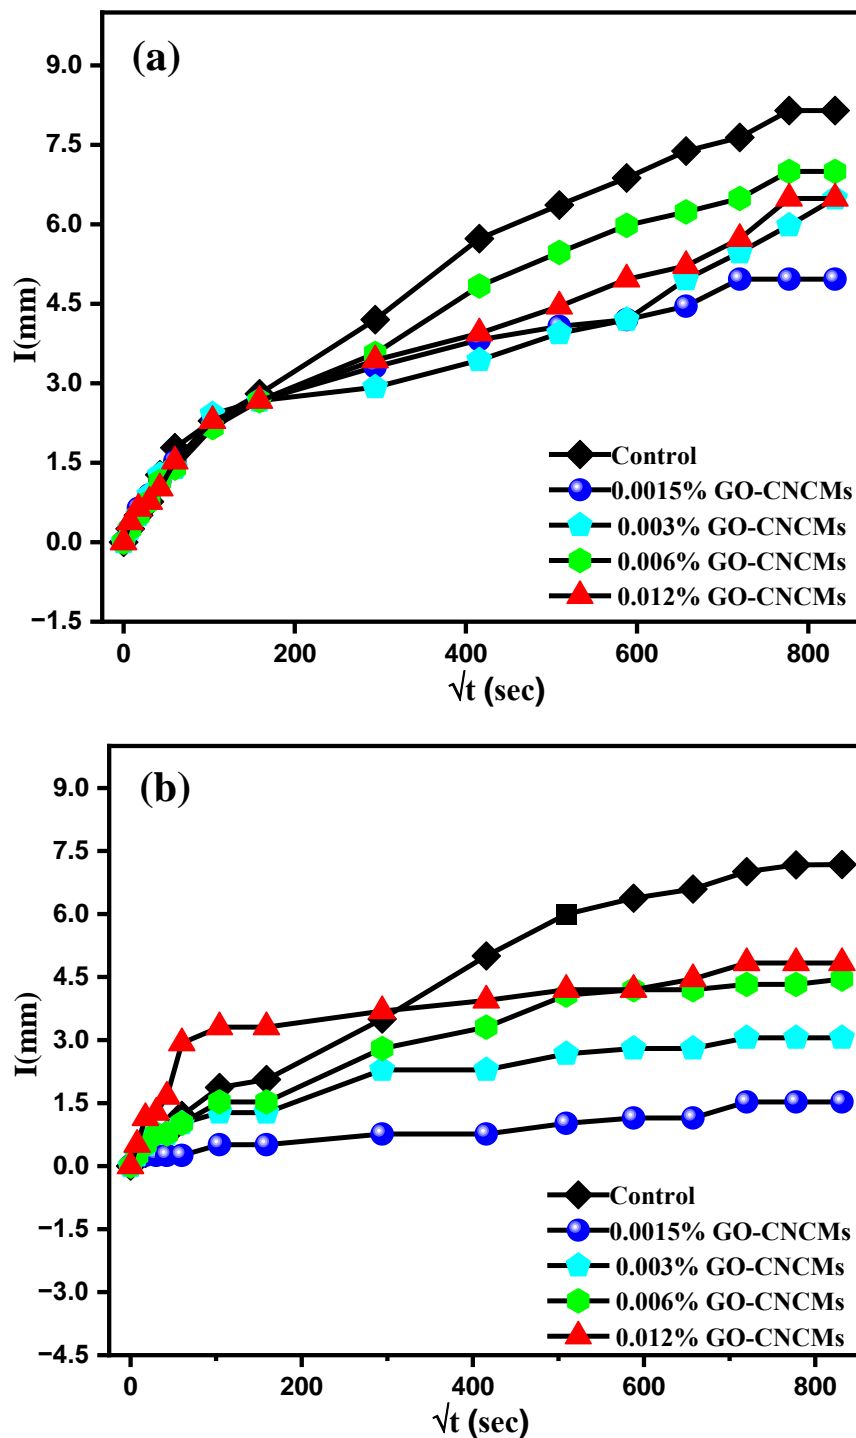 (a)
I(mm)
9.0
7.5
6.0
4.5
3.0
1.5
0.0
−1.5
Control
0.0015% GO-CNCMs
0.003% GO-CNCMs
0.006% GO-CNCMs
0.012% GO-CNCMs
0 200 400 600 800
√t (sec)
(b)
I(mm)
9.0
7.5
6.0
4.5
3.0
1.5
0.0
−1.5
−3.0
−4.5
Control
0.0015% GO-CNCMs
0.003% GO-CNCMs
0.006% GO-CNCMs
0.012% GO-CNCMs
0 200 400 600 800
√t (sec)